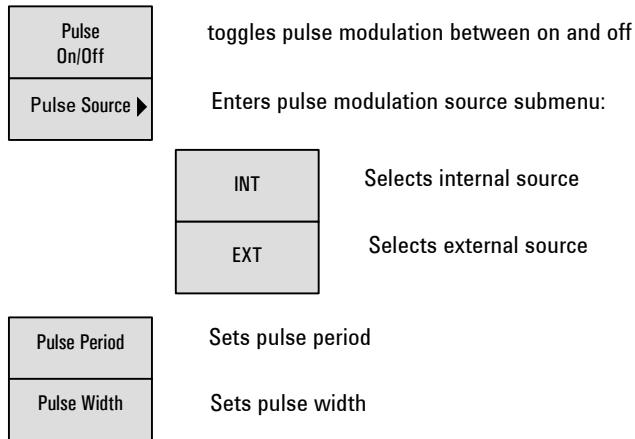 Pulse
On/Off
toggles pulse modulation between on and off
Pulse Source
Enters pulse modulation source submenu:
INT
Selects internal source
EXT
Selects external source
Pulse Period
Sets pulse period
Pulse Width
Sets pulse width